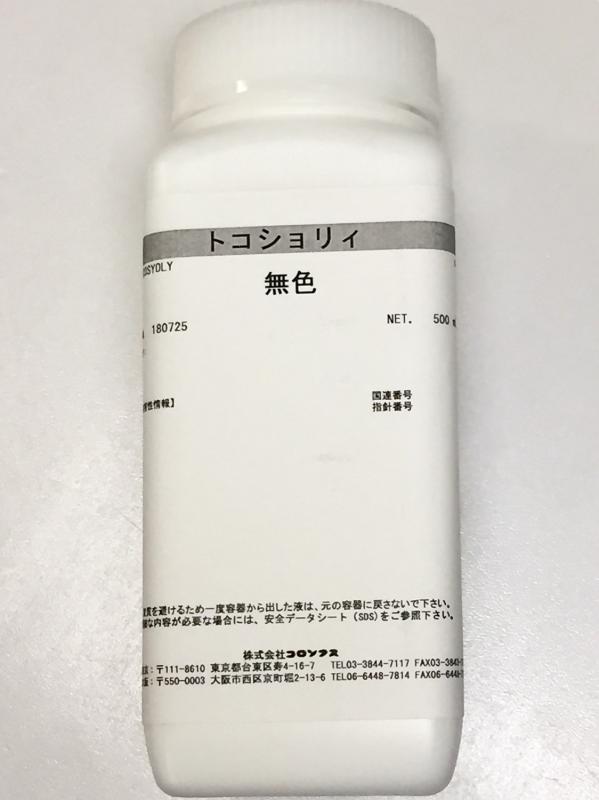 トコショリィ
COSYOLY
無色
180725
NET. 500 m
性情報】
国連番号
指針番号
変質を避けるため一度容器から出した液は、元の容器に戻さないで下さい。
な内容が必要な場合には、安全データシート(SDS)をご参照下さい。
株式会社コロンブス
:〒111-8610 東京都台東区寿4-16-7 TEL03-3844-7117 FAX03-3843-
:〒550-0003 大阪市西区京町堀2-13-6 TEL06-6448-7814 FAX06-6448-